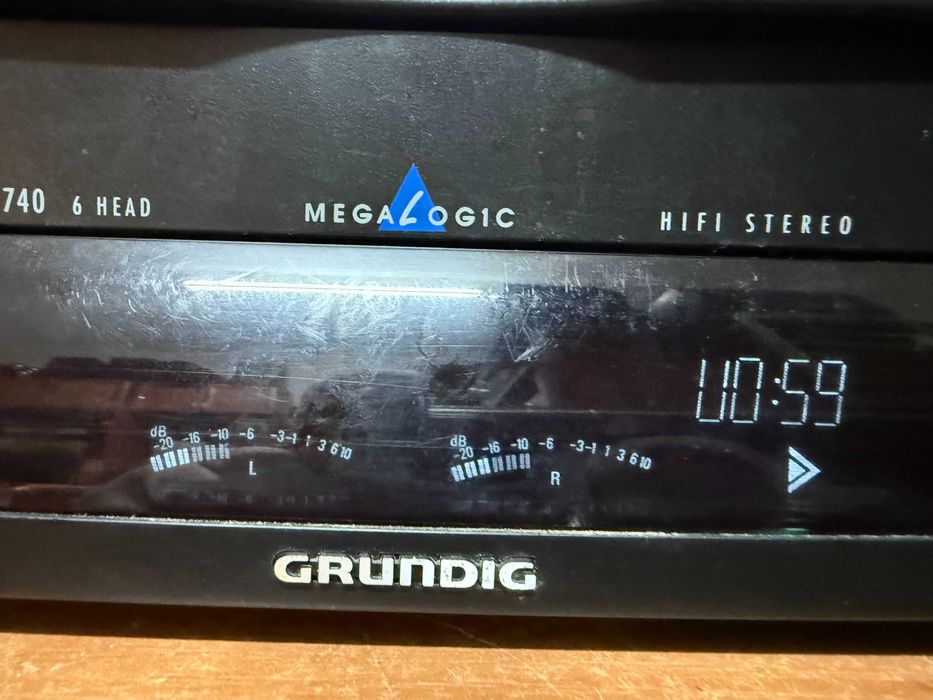 740 6 HEAD
MEGALOGIC
HIFI STEREO
00:59
dB
-20 -16 -10 -6 -3 -1 1 3 6 10
L
dB
-20 -16 -10 -6 -3 -1 1 3 6 10
R
GRUNDIG